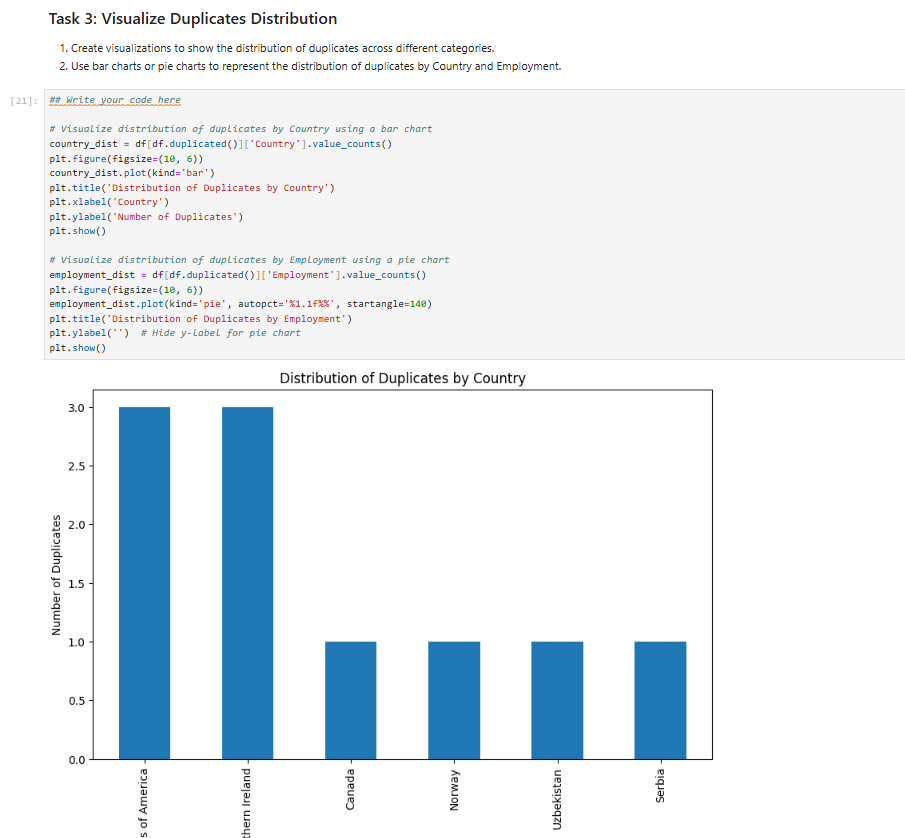 Task 3: Visualize Duplicates Distribution
1. Create visualizations to show the distribution of duplicates across different categories.
2. Use bar charts or pie charts to represent the distribution of duplicates by Country and Employment.
[21]:
## Write your code here
# Visualize distribution of duplicates by Country using a bar chart
country_dist = df[df.duplicated()]['Country'].value_counts()
plt.figure(figsize=(10, 6))
country_dist.plot(kind='bar')
plt.title('Distribution of Duplicates by Country')
plt.xlabel('Country')
plt.ylabel('Number of Duplicates')
plt.show()
# Visualize distribution of duplicates by Employment using a pie chart
employment_dist = df[df.duplicated()]['Employment'].value_counts()
plt.figure(figsize=(10, 6))
employment_dist.plot(kind='pie', autopct='%1.1f%%', startangle=140)
plt.title('Distribution of Duplicates by Employment')
plt.ylabel('')  # Hide y-label for pie chart
plt.show()
Distribution of Duplicates by Country
3.0
2.5
2.0
1.5
1.0
0.5
0.0
Number of Duplicates
s of America
thern Ireland
Canada
Norway
Uzbekistan
Serbia